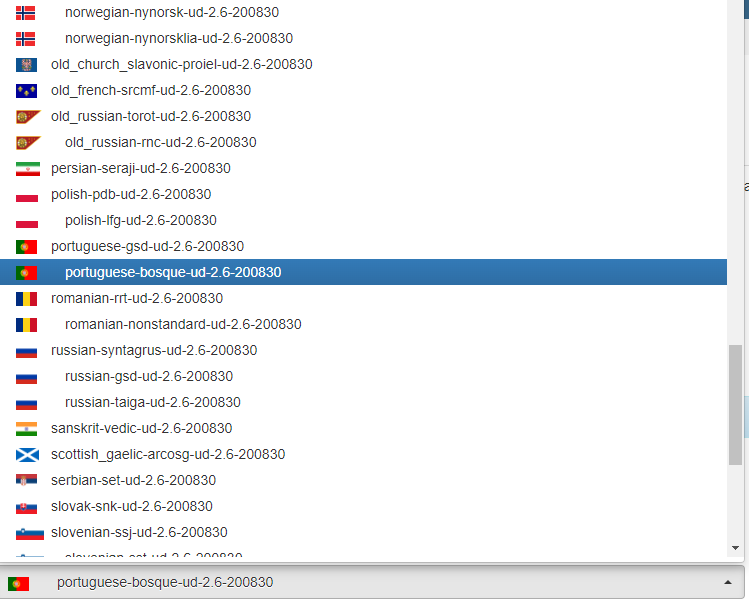 norwegian-nynorsk-ud-2.6-200830
norwegian-nynorsklia-ud-2.6-200830
old_church_slavonic-proiel-ud-2.6-200830
old_french-srcmf-ud-2.6-200830
old_russian-torot-ud-2.6-200830
old_russian-rnc-ud-2.6-200830
persian-seraji-ud-2.6-200830
polish-pdb-ud-2.6-200830
polish-lfg-ud-2.6-200830
portuguese-gsd-ud-2.6-200830
portuguese-bosque-ud-2.6-200830
romanian-rrt-ud-2.6-200830
romanian-nonstandard-ud-2.6-200830
russian-syntagrus-ud-2.6-200830
russian-gsd-ud-2.6-200830
russian-taiga-ud-2.6-200830
sanskrit-vedic-ud-2.6-200830
scottish_gaelic-arcosg-ud-2.6-200830
serbian-set-ud-2.6-200830
slovak-snk-ud-2.6-200830
slovenian-ssj-ud-2.6-200830
portuguese-bosque-ud-2.6-200830